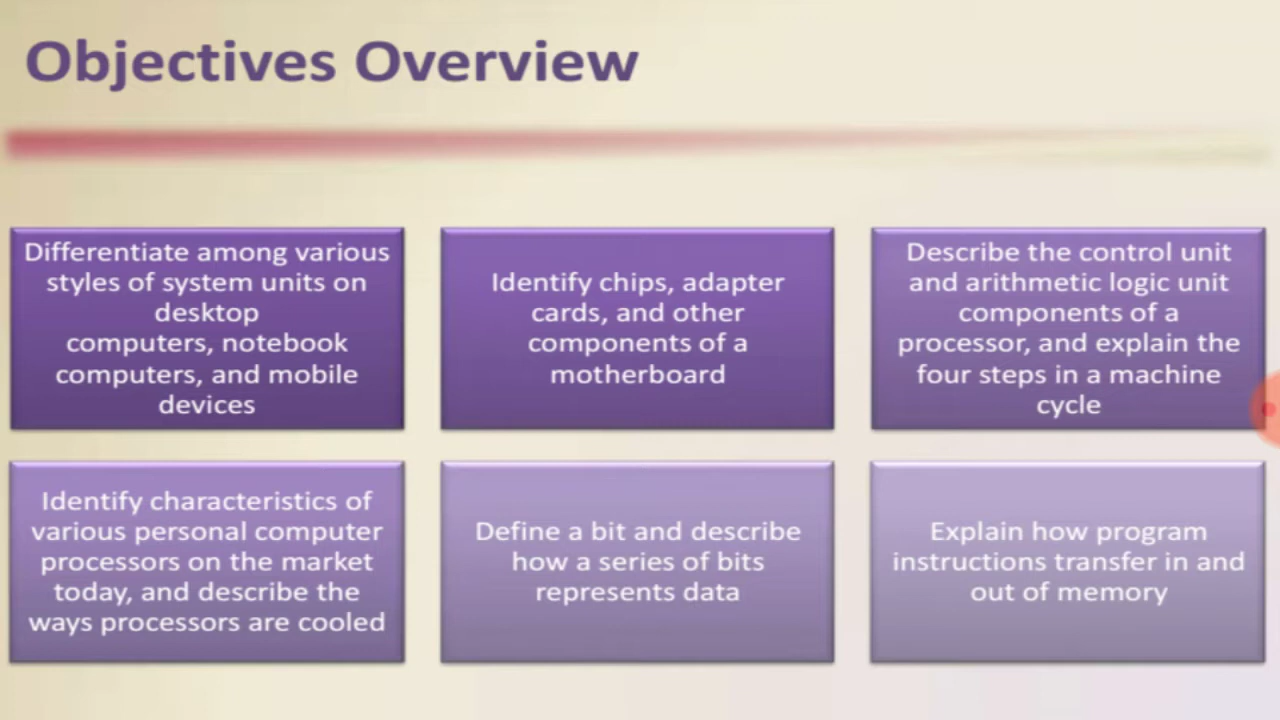 Objectives Overview
Differentiate among various
styles of system units on
desktop
computers, notebook
computers, and mobile
devices
Identify chips, adapter
cards, and other
components of a
motherboard
Describe the control unit
and arithmetic logic unit
components of a
processor, and explain the
four steps in a machine
cycle
Identify characteristics of
various personal computer
processors on the market
today, and describe the
ways processors are cooled
Define a bit and describe
how a series of bits
represents data
Explain how program
instructions transfer in and
out of memory